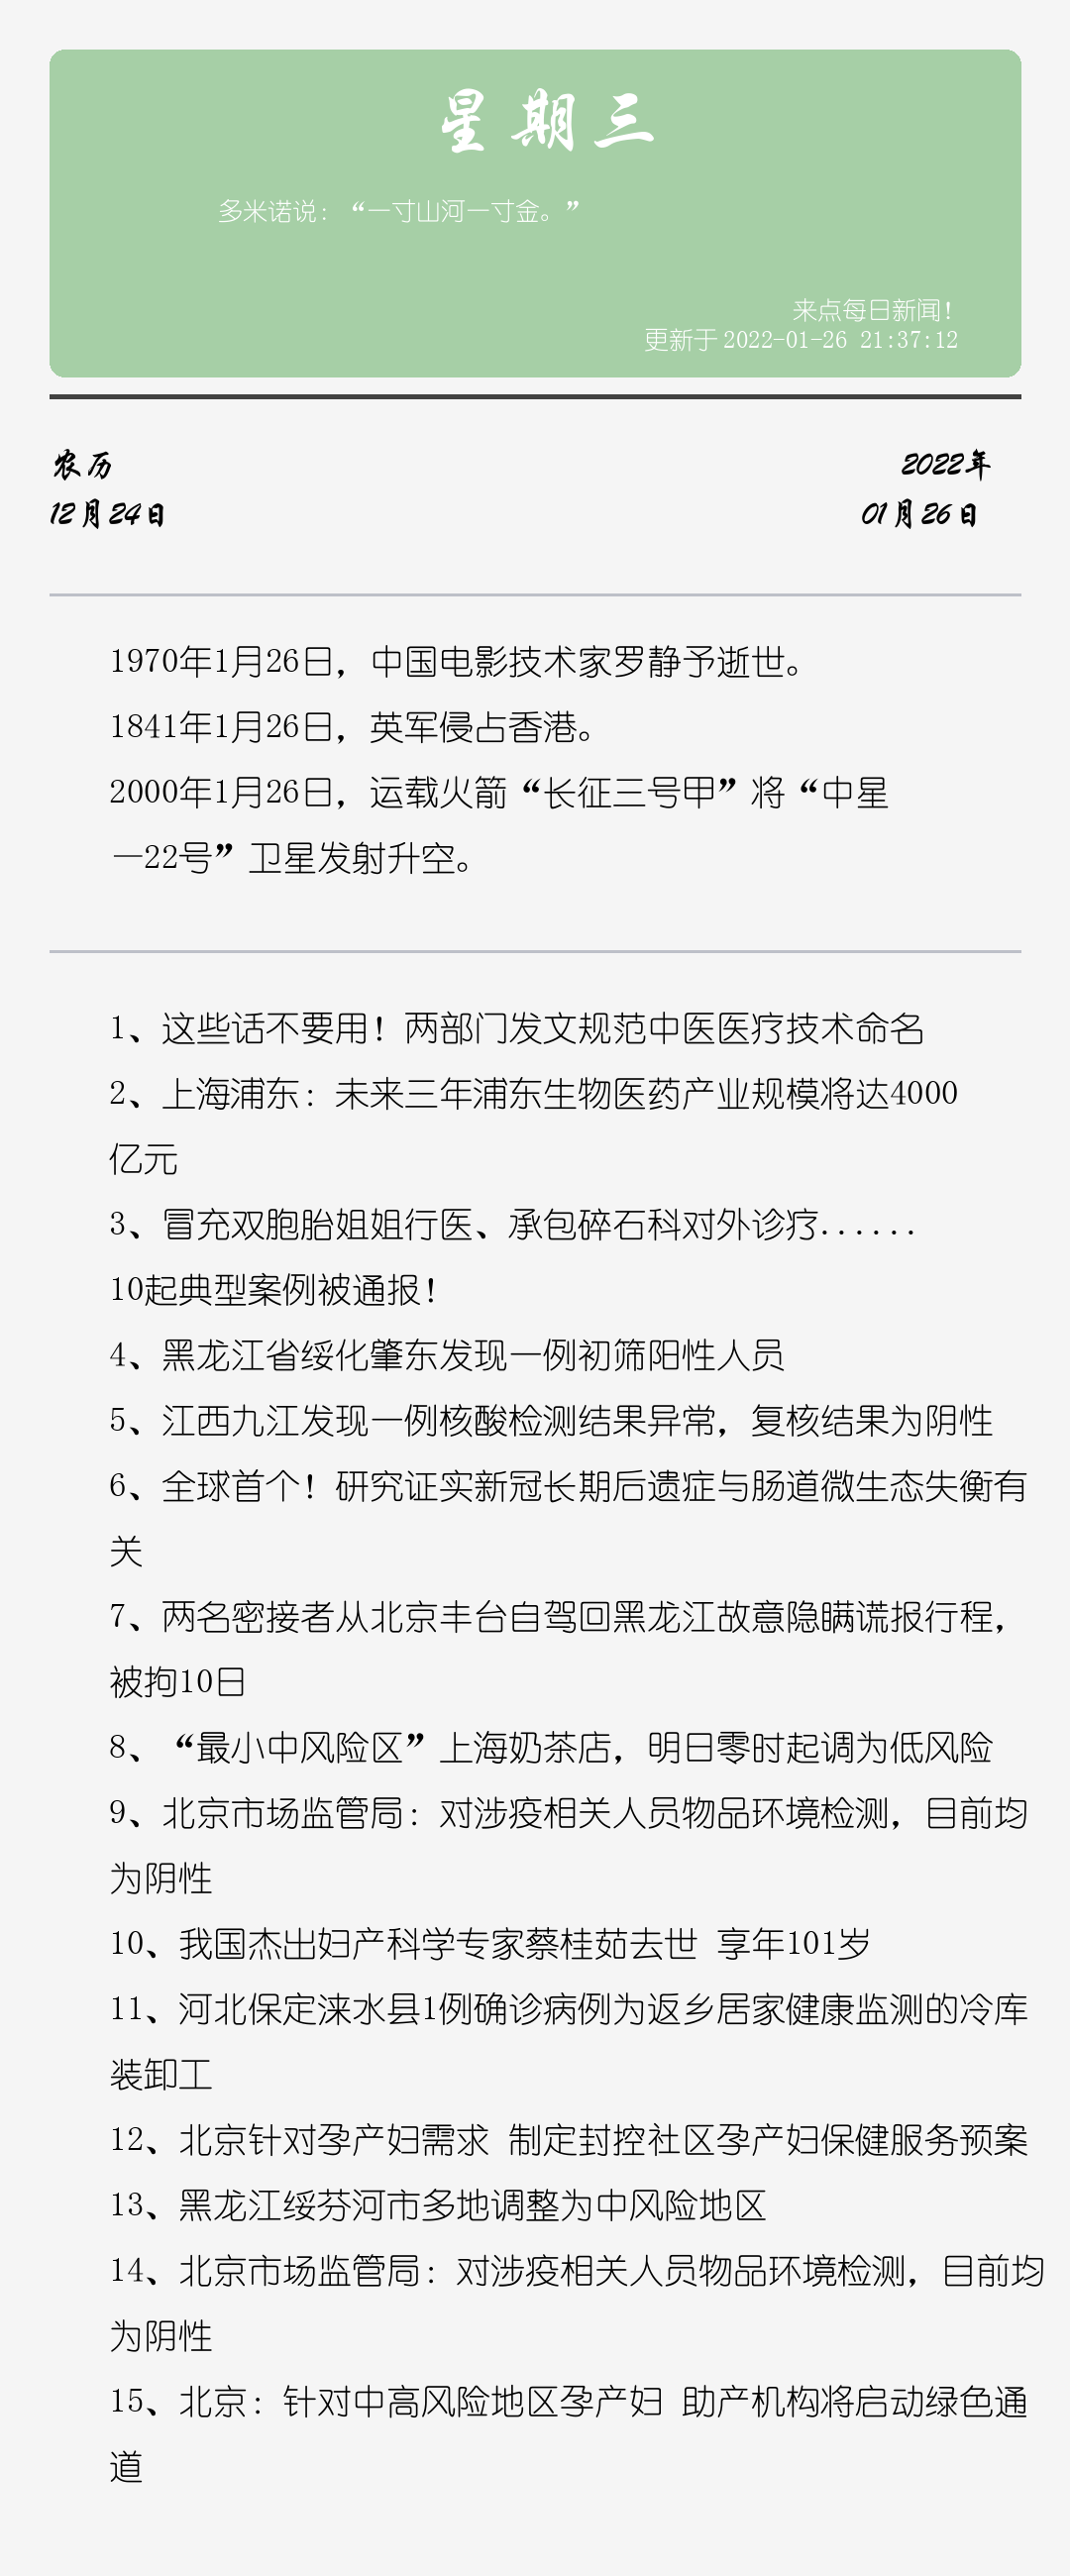 星期三
多米诺说：“一寸山河一寸金。”
来点每日新闻！
更新于 2022-01-26 21:37:12
农历
2022年
12月24日
01月26日
1970年1月26日，中国电影技术家罗静予逝世。
1841年1月26日，英军侵占香港。
2000年1月26日，运载火箭“长征三号甲”将“中星
—22号”卫星发射升空。
1、这些话不要用！两部门发文规范中医医疗技术命名
2、上海浦东：未来三年浦东生物医药产业规模将达4000
亿元
3、冒充双胞胎姐姐行医、承包碎石科对外诊疗......
10起典型案例被通报！
4、黑龙江省绥化肇东发现一例初筛阳性人员
5、江西九江发现一例核酸检测结果异常，复核结果为阴性
6、全球首个！研究证实新冠长期后遗症与肠道微生态失衡有
关
7、两名密接者从北京丰台自驾回黑龙江故意隐瞒谎报行程，
被拘10日
8、“最小中风险区”上海奶茶店，明日零时起调为低风险
9、北京市场监管局：对涉疫相关人员物品环境检测，目前均
为阴性
10、我国杰出妇产科学专家蔡桂茹去世 享年101岁
11、河北保定涞水县1例确诊病例为返乡居家健康监测的冷库
装卸工
12、北京针对孕产妇需求 制定封控社区孕产妇保健服务预案
13、黑龙江绥芬河市多地调整为中风险地区
14、北京市场监管局：对涉疫相关人员物品环境检测，目前均
为阴性
15、北京：针对中高风险地区孕产妇 助产机构将启动绿色通
道